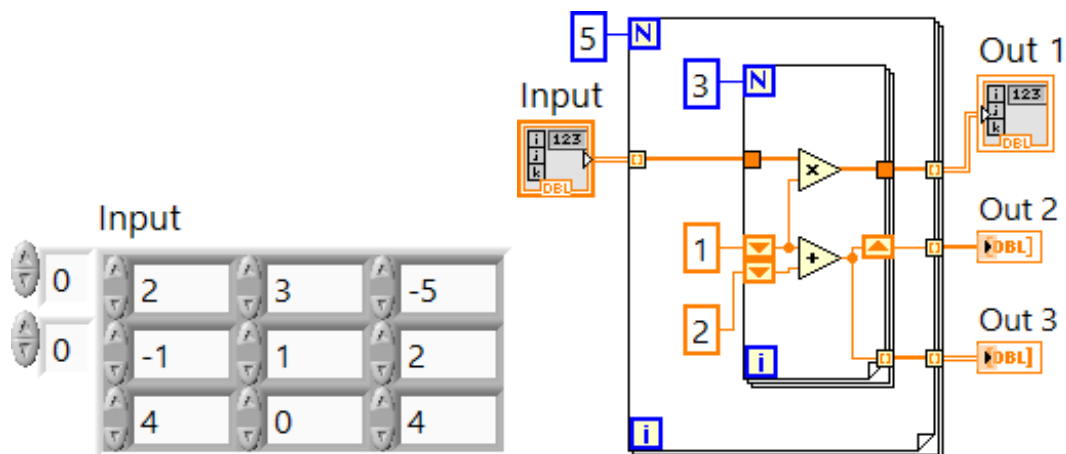 Input
0 2 3 -5
0 -1 1 2
4 0 4
5 N
Input
i 123
j
k
DBL
3 N
×
1
+
2
i
i
Out 1
i 123
j
k
DBL
Out 2
[DBL]
Out 3
[DBL]